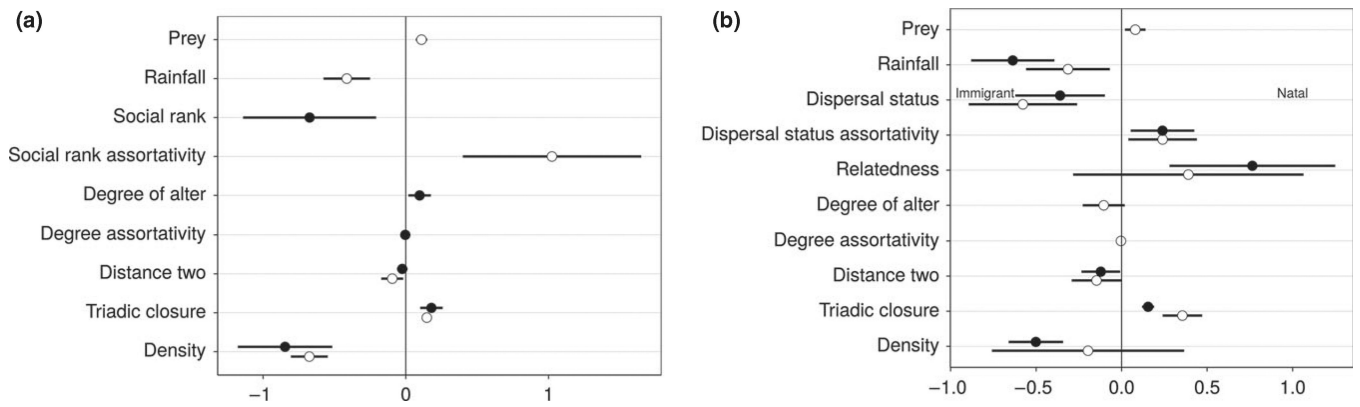 (a)
Prey
Rainfall
Social rank
Social rank assortativity
Degree of alter
Degree assortativity
Distance two
Triadic closure
Density
−1 0 1
(b)
Prey
Rainfall
Dispersal status
Immigrant Natal
Dispersal status assortativity
Relatedness
Degree of alter
Degree assortativity
Distance two
Triadic closure
Density
−1.0 −0.5 0.0 0.5 1.0